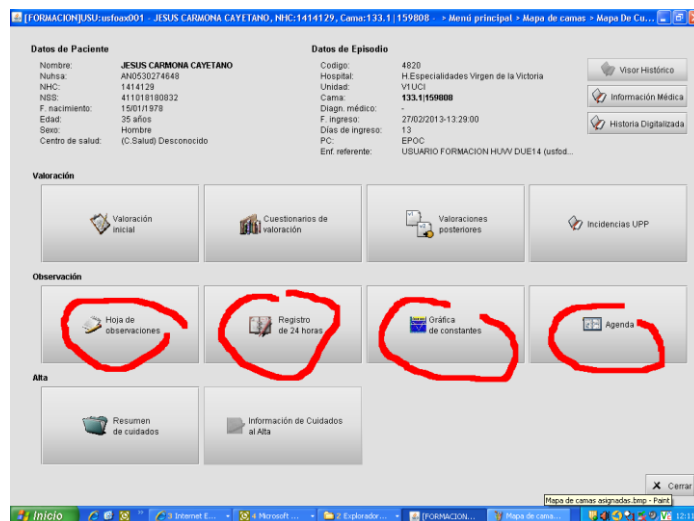 [FORMACION]USU:usfoax001 - JESUS CARMONA CAYETANO, NHC:1414129, Cama:133.1|159808 - > Menú principal > Mapa de camas > Mapa De Cu...
Datos de Paciente
Nombre: JESUS CARMONA CAYETANO
Nuhsa: AN0530274648
NHC: 1414129
NSS: 411018180832
F. nacimiento: 15/01/1978
Edad: 35 años
Sexo: Hombre
Centro de salud: (C.Salud) Desconocido
Datos de Episodio
Codigo: 4820
Hospital: H.Especialidades Virgen de la Victoria
Unidad: V1UCI
Cama: 133.1|159808
Diagn. médico: -
F. ingreso: 27/02/2013-13:29:00
Días de ingreso: 13
PC: EPOC
Enf. referente: USUARIO FORMACION HUVV DUE14 (usfod...
Visor Histórico
Información Médica
Historia Digitalizada
Valoración
Valoración
inicial
Cuestionarios de
valoración
Valoraciones
posteriores
Incidencias UPP
Observación
Hoja de
observaciones
Registro
de 24 horas
Gráfica
de constantes
Agenda
Alta
Resumen
de cuidados
Información de Cuidados
al Alta
X Cerrar
Mapa de camas asignadas.bmp - Paint
Inicio
3 Internet E...
4 Microsoft ...
2 Explorador...
[FORMACION...
Mapa de cama...